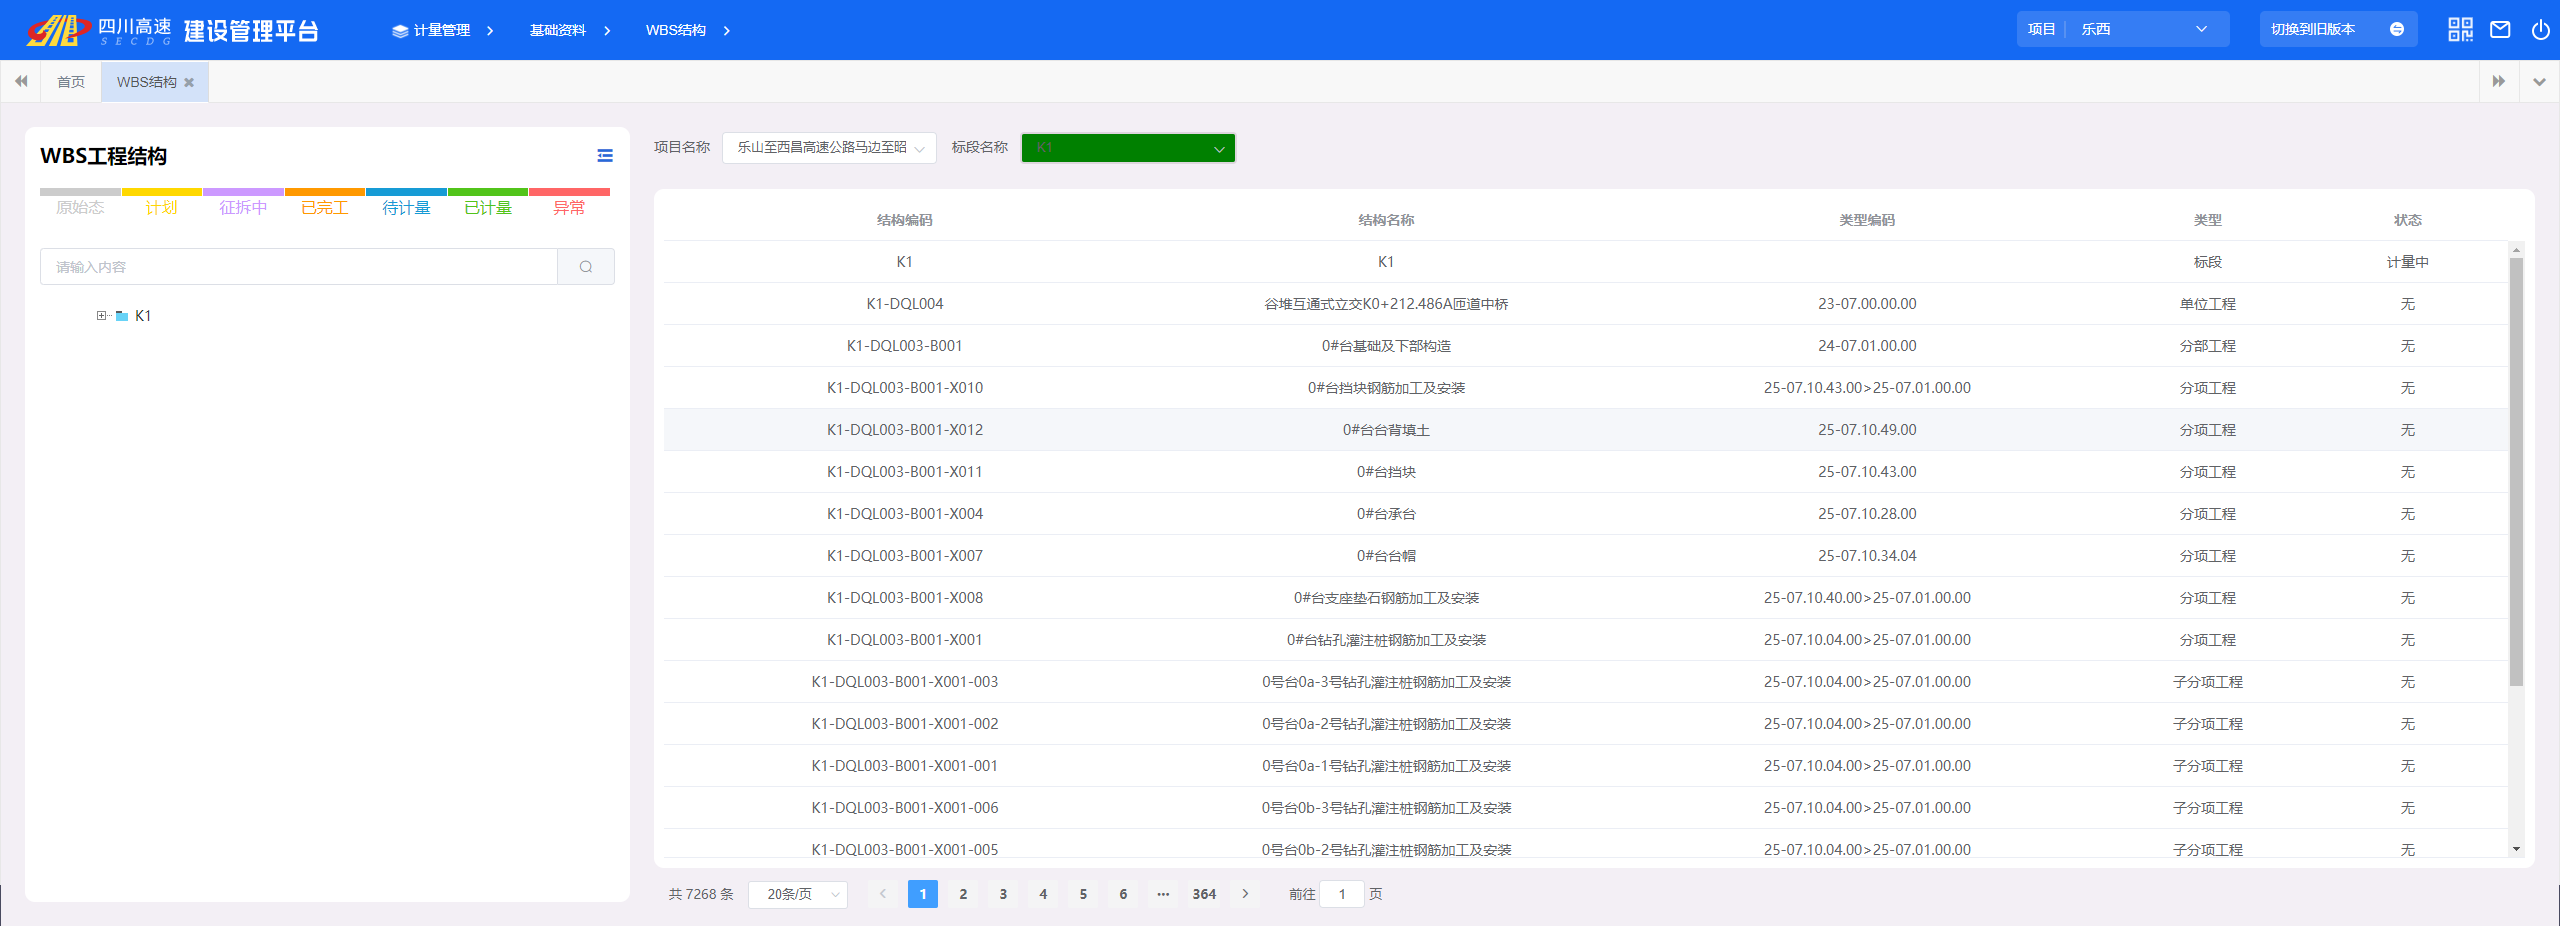 四川高速 SECDG 建设管理平台 计量管理 基础资料 WBS结构 项目 乐西 切换到旧版本
首页 WBS结构
WBS工程结构
原始态 计划 征拆中 已完工 待计量 已计量 异常
请输入内容
K1
项目名称 乐山至西昌高速公路马边至昭 标段名称 K1
结构编码 结构名称 类型编码 类型 状态
K1 K1 标段 计量中
K1-DQL004 谷堆互通式立交K0+212.486A匝道中桥 23-07.00.00.00 单位工程 无
K1-DQL003-B001 0#台基础及下部构造 24-07.01.00.00 分部工程 无
K1-DQL003-B001-X010 0#台挡块钢筋加工及安装 25-07.10.43.00>25-07.01.00.00 分项工程 无
K1-DQL003-B001-X012 0#台台背填土 25-07.10.49.00 分项工程 无
K1-DQL003-B001-X011 0#台挡块 25-07.10.43.00 分项工程 无
K1-DQL003-B001-X004 0#台承台 25-07.10.28.00 分项工程 无
K1-DQL003-B001-X007 0#台台帽 25-07.10.34.04 分项工程 无
K1-DQL003-B001-X008 0#台支座垫石钢筋加工及安装 25-07.10.40.00>25-07.01.00.00 分项工程 无
K1-DQL003-B001-X001 0#台钻孔灌注桩钢筋加工及安装 25-07.10.04.00>25-07.01.00.00 分项工程 无
K1-DQL003-B001-X001-003 0号台0a-3号钻孔灌注桩钢筋加工及安装 25-07.10.04.00>25-07.01.00.00 子分项工程 无
K1-DQL003-B001-X001-002 0号台0a-2号钻孔灌注桩钢筋加工及安装 25-07.10.04.00>25-07.01.00.00 子分项工程 无
K1-DQL003-B001-X001-001 0号台0a-1号钻孔灌注桩钢筋加工及安装 25-07.10.04.00>25-07.01.00.00 子分项工程 无
K1-DQL003-B001-X001-006 0号台0b-3号钻孔灌注桩钢筋加工及安装 25-07.10.04.00>25-07.01.00.00 子分项工程 无
K1-DQL003-B001-X001-005 0号台0b-2号钻孔灌注桩钢筋加工及安装 25-07.10.04.00>25-07.01.00.00 子分项工程 无
共 7268 条 20条/页 1 2 3 4 5 6 ··· 364 前往 1 页